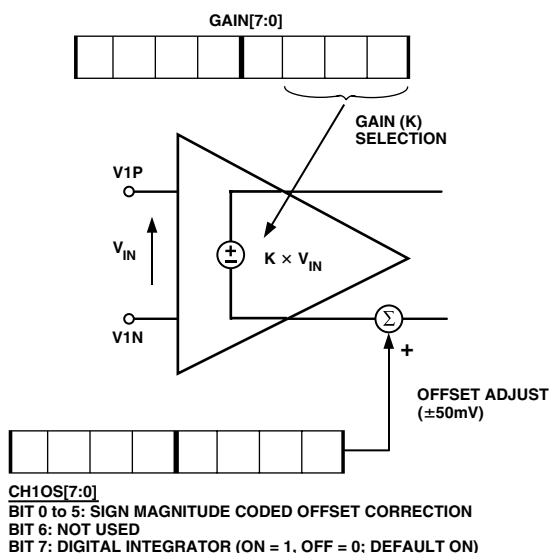 GAIN[7:0]
GAIN (K)
SELECTION
V1P
VIN
K × VIN
V1N
+
−
Σ
+
OFFSET ADJUST
(±50mV)
CH1OS[7:0]
BIT 0 to 5: SIGN MAGNITUDE CODED OFFSET CORRECTION
BIT 6: NOT USED
BIT 7: DIGITAL INTEGRATOR (ON = 1, OFF = 0; DEFAULT ON)